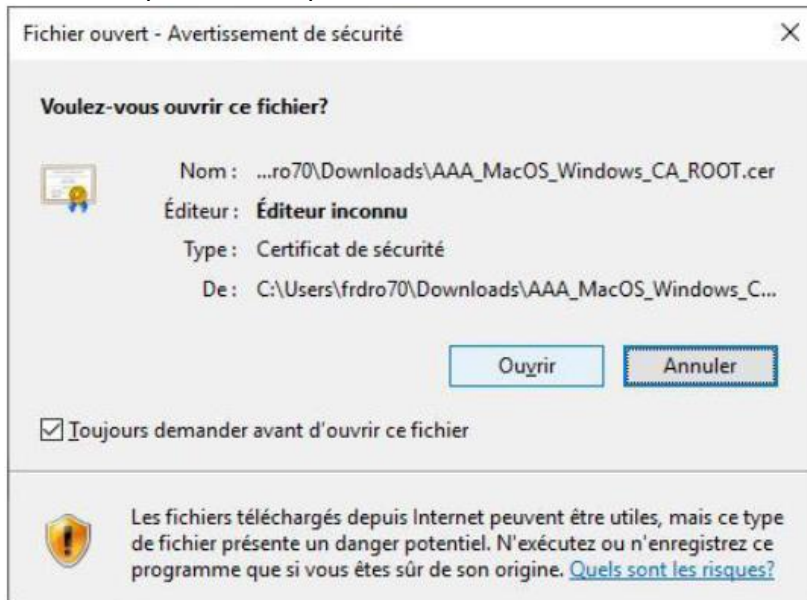 Fichier ouvert - Avertissement de sécurité
Voulez-vous ouvrir ce fichier?
Nom : ...ro70\Downloads\AAA_MacOS_Windows_CA_ROOT.cer
Éditeur : Éditeur inconnu
Type : Certificat de sécurité
De : C:\Users\frdro70\Downloads\AAA_MacOS_Windows_C...
Ouvrir Annuler
Toujours demander avant d'ouvrir ce fichier
Les fichiers téléchargés depuis Internet peuvent être utiles, mais ce type
de fichier présente un danger potentiel. N'exécutez ou n'enregistrez ce
programme que si vous êtes sûr de son origine. Quels sont les risques?